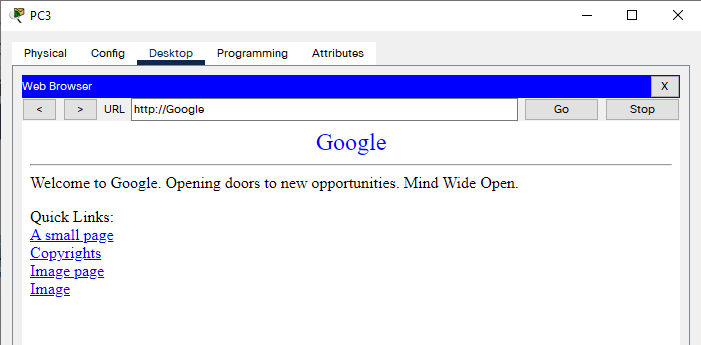 PC3
Physical Config Desktop Programming Attributes
Web Browser X
< > URL http://Google Go Stop
Google
Welcome to Google. Opening doors to new opportunities. Mind Wide Open.
Quick Links:
A small page
Copyrights
Image page
Image